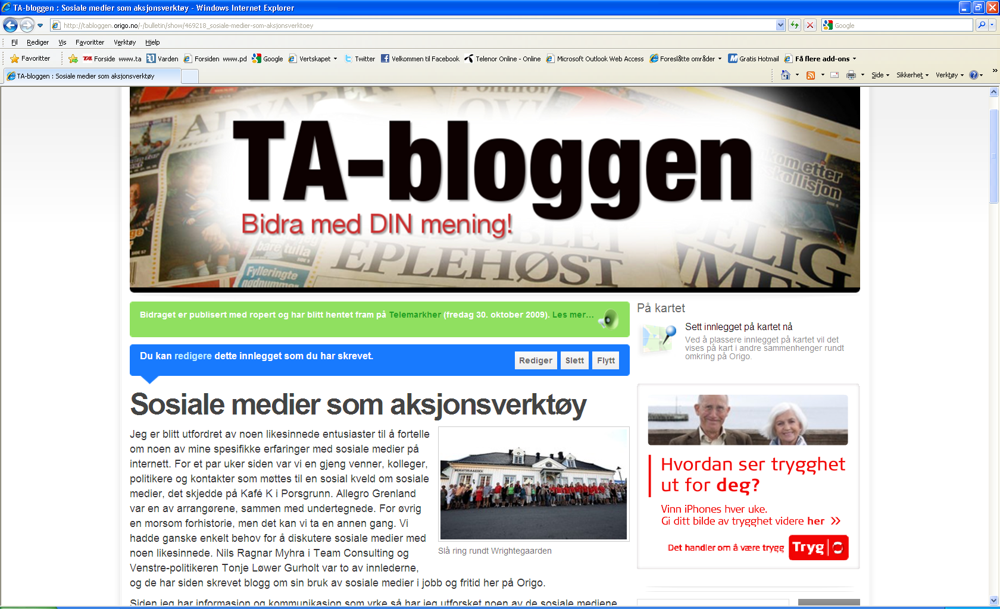 TA-bloggen : Sosiale medier som aksjonsverktøy - Windows Internet Explorer
http://tabloggen.origo.no/-/bulletin/show/469218_sosiale-medier-som-aksjonsverktoey
Google
Fil Rediger Vis Favoritter Verktøy Hjelp
Favoritter TA Forside www.ta Varden Forsiden www.pd Google Vertskapet Twitter Velkommen til Facebook Telenor Online - Online Microsoft Outlook Web Access Foreslåtte områder Gratis Hotmail Få flere add-ons
TA-bloggen : Sosiale medier som aksjonsverktøy
Side Sikkerhet Verktøy
TA-bloggen
Bidra med DIN mening!
kom etter
kollisjon
bare tulla
EPLEHØST
ELIG
Fylleringte
nødnummer
Bidraget er publisert med ropert og har blitt hentet fram på Telemarkher (fredag 30. oktober 2009). Les mer...
Du kan redigere dette innlegget som du har skrevet.
Rediger Slett Flytt
Sosiale medier som aksjonsverktøy
Jeg er blitt utfordret av noen likesinnede entusiaster til å fortelle
om noen av mine spesifikke erfaringer med sosiale medier på
internett. For et par uker siden var vi en gjeng venner, kolleger,
politikere og kontakter som møttes til en sosial kveld om sosiale
medier, det skjedde på Kafé K i Porsgrunn. Allegro Grenland
var en av arrangørene, sammen med undertegnede. For øvrig
en morsom forhistorie, men det kan vi ta en annen gang. Vi
hadde ganske enkelt behov for å diskutere sosiale medier med
noen likesinnede. Nils Ragnar Myhra i Team Consulting og
Venstre-politikeren Tonje Løwer Gurholt var to av innlederne,
og de har siden skrevet blogg om sin bruk av sosiale medier i jobb og fritid her på Origo.
Siden jeg har informasjon og kommunikasjon som yrke så har jeg utforsket noen av de sosiale mediene
Slå ring rundt Wrightegaarden
På kartet
Sett innlegget på kartet nå
Ved å plassere innlegget på kartet vil det
vises på kart i andre sammenhenger rundt
omkring på Origo.
Hvordan ser trygghet
ut for deg?
Vinn iPhones hver uke.
Gi ditt bilde av trygghet videre her »
Det handler om å være trygg
Tryg